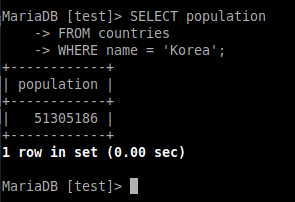 MariaDB [test]> SELECT population
    -> FROM countries
    -> WHERE name = 'Korea';
+------------+
| population |
+------------+
|   51305186 |
+------------+
1 row in set (0.00 sec)
MariaDB [test]>